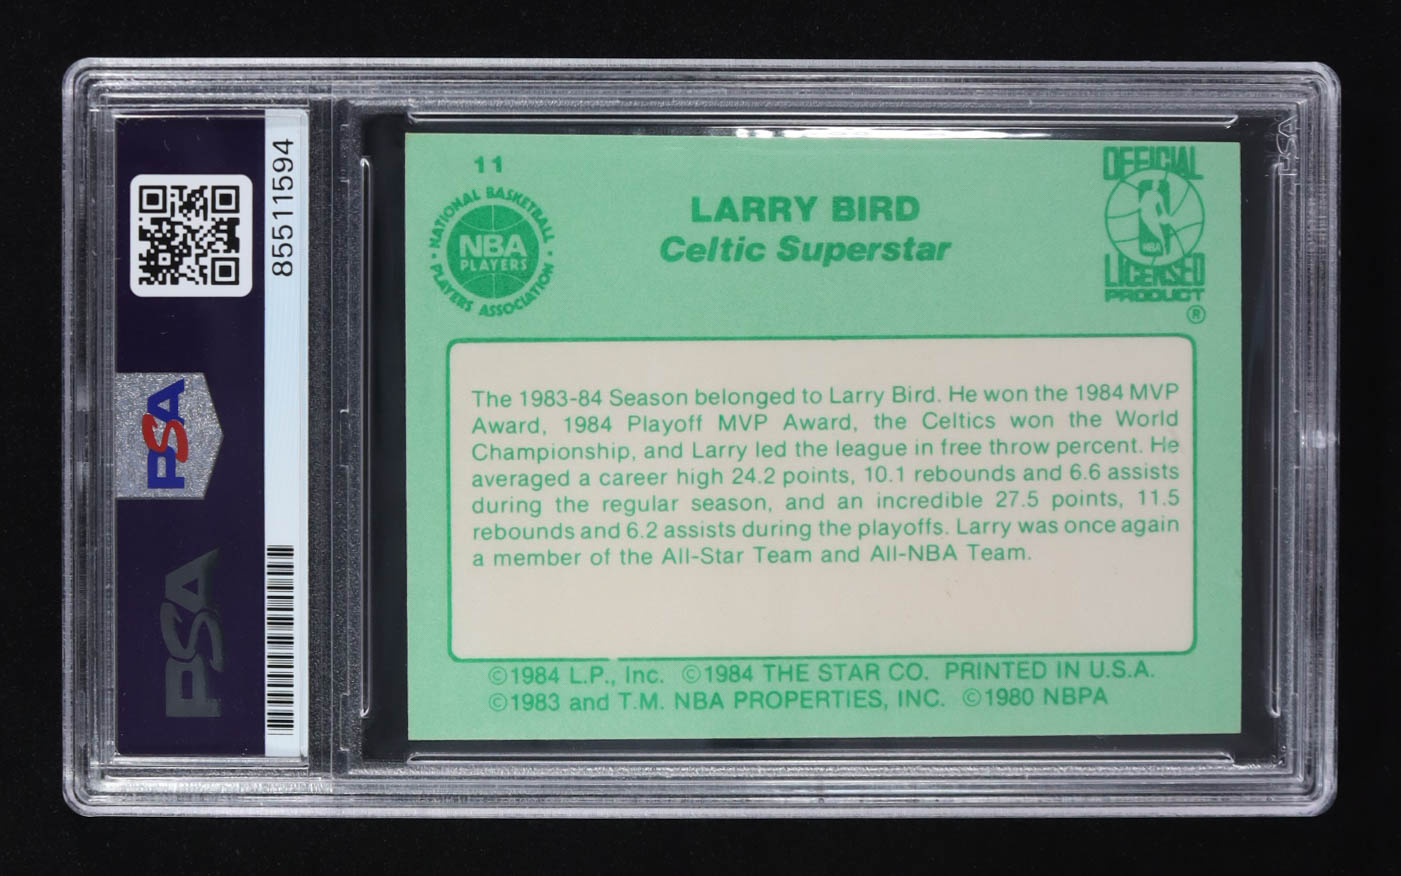 85511594
PSA
PSA
11
NATIONAL BASKETBALL
NBA
PLAYERS
PLAYERS ASSOCIATION
LARRY BIRD
Celtic Superstar
OFFICIAL
NBA
LICENSED
PRODUCT
®
The 1983-84 Season belonged to Larry Bird. He won the 1984 MVP
Award, 1984 Playoff MVP Award, the Celtics won the World
Championship, and Larry led the league in free throw percent. He
averaged a career high 24.2 points, 10.1 rebounds and 6.6 assists
during the regular season, and an incredible 27.5 points, 11.5
rebounds and 6.2 assists during the playoffs. Larry was once again
a member of the All-Star Team and All-NBA Team.
©1984 L.P., Inc. ©1984 THE STAR CO. PRINTED IN U.S.A.
©1983 and T.M. NBA PROPERTIES, INC. ©1980 NBPA